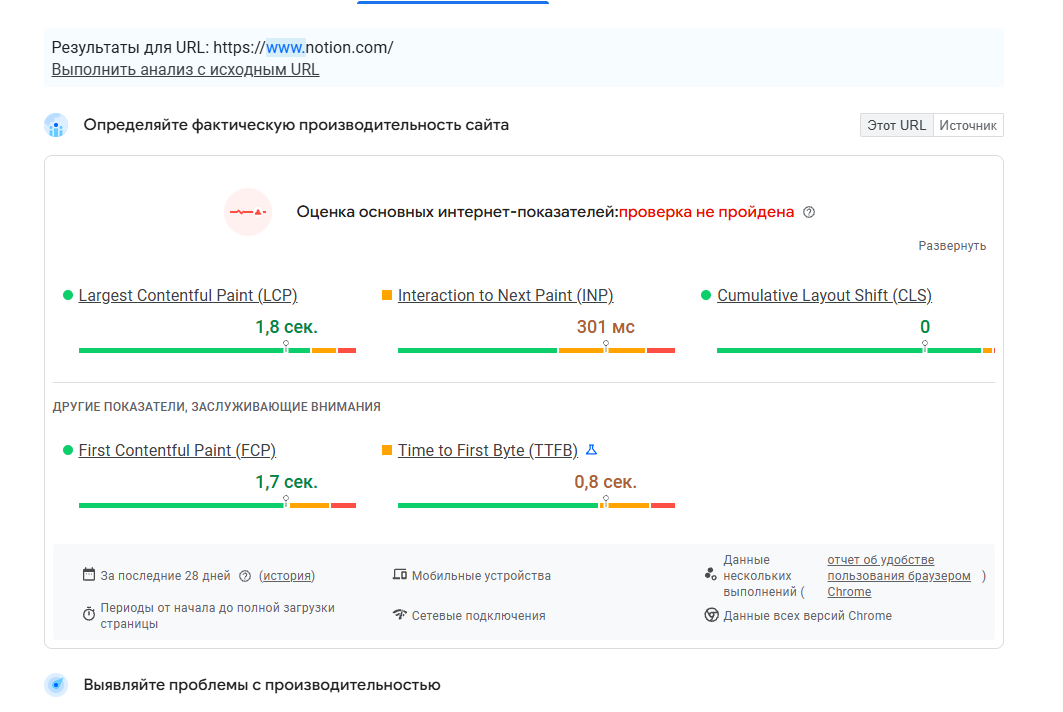 Результаты для URL: https://www.notion.com/
Выполнить анализ с исходным URL
Определяйте фактическую производительность сайта
Этот URL Источник
Оценка основных интернет-показателей:проверка не пройдена
Развернуть
Largest Contentful Paint (LCP)
1,8 сек.
Interaction to Next Paint (INP)
301 мс
Cumulative Layout Shift (CLS)
0
ДРУГИЕ ПОКАЗАТЕЛИ, ЗАСЛУЖИВАЮЩИЕ ВНИМАНИЯ
First Contentful Paint (FCP)
1,7 сек.
Time to First Byte (TTFB)
0,8 сек.
За последние 28 дней (история)
Мобильные устройства
Данные
нескольких
выполнений (
отчет об удобстве
пользования браузером )
Chrome
Периоды от начала до полной загрузки
страницы
Сетевые подключения
Данные всех версий Chrome
Выявляйте проблемы с производительностью